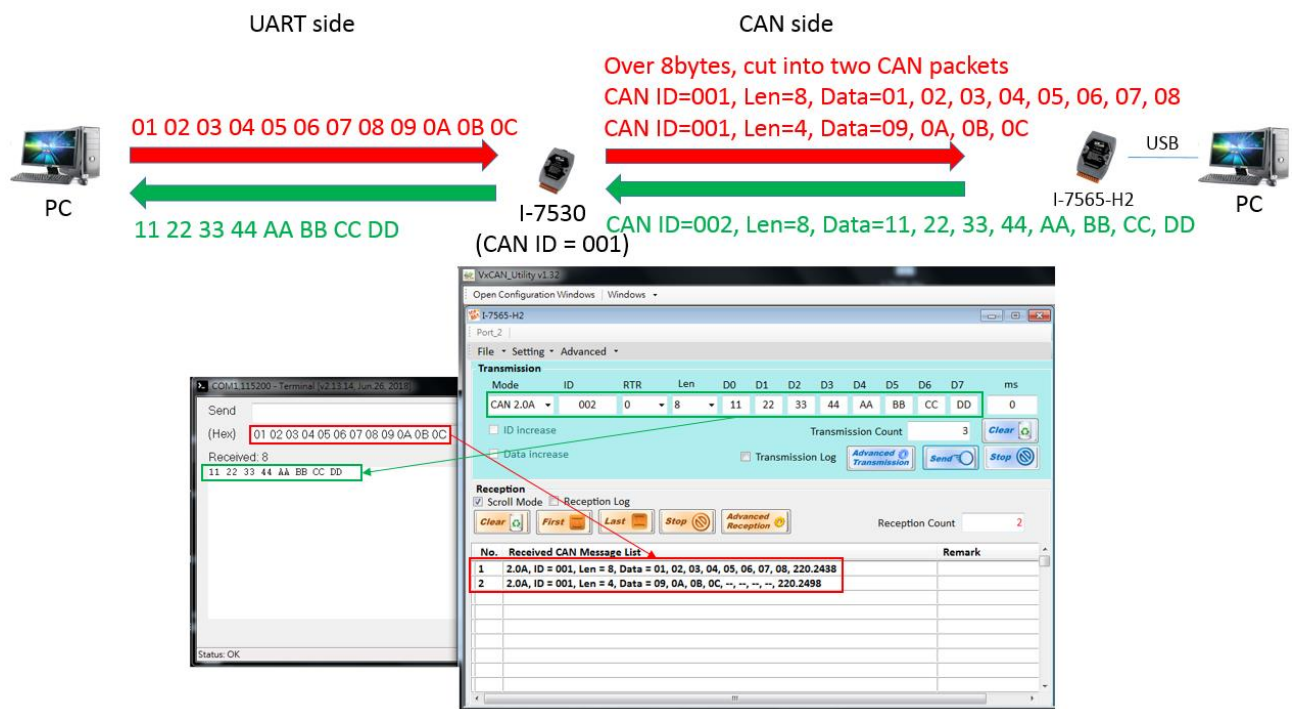 UART side
CAN side
Over 8bytes, cut into two CAN packets
CAN ID=001, Len=8, Data=01, 02, 03, 04, 05, 06, 07, 08
CAN ID=001, Len=4, Data=09, 0A, 0B, 0C
01 02 03 04 05 06 07 08 09 0A 0B 0C
USB
PC
I-7530
(CAN ID = 001)
I-7565-H2
PC
11 22 33 44 AA BB CC DD
CAN ID=002, Len=8, Data=11, 22, 33, 44, AA, BB, CC, DD
VxCAN_Utility v1.32
Open Configuration Windows Windows
I-7565-H2
Port_2
File Setting Advanced
Transmission
Mode ID RTR Len D0 D1 D2 D3 D4 D5 D6 D7 ms
CAN 2.0A 002 0 8 11 22 33 44 AA BB CC DD 0
ID increase Transmission Count 3 Clear
Data increase Transmission Log Advanced Transmission Send Stop
Reception
Scroll Mode Reception Log
Clear First Last Stop Advanced Reception Reception Count 2
No. Received CAN Message List Remark
1 2.0A, ID = 001, Len = 8, Data = 01, 02, 03, 04, 05, 06, 07, 08, 220.2438
2 2.0A, ID = 001, Len = 4, Data = 09, 0A, 0B, 0C, --, --, --, --, 220.2498
COM1,115200 - Terminal [v2.13.14, Jun.26, 2018]
Send
(Hex) 01 02 03 04 05 06 07 08 09 0A 0B 0C
Received: 8
11 22 33 44 AA BB CC DD
Status: OK